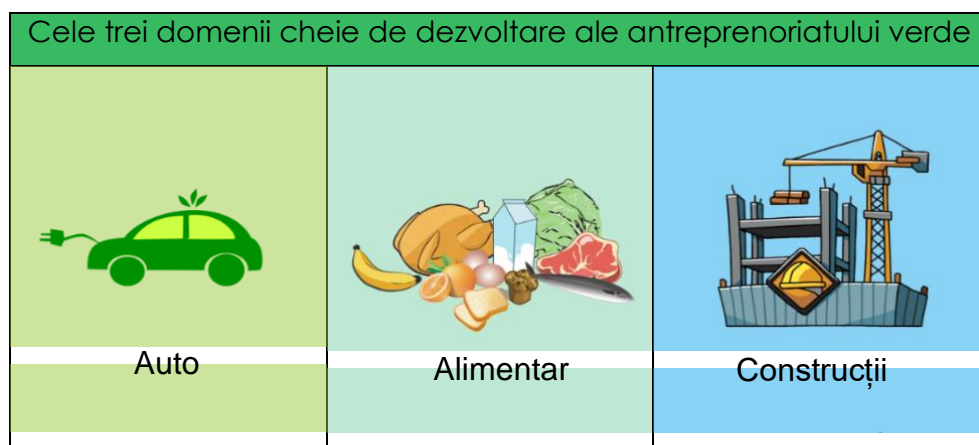 Cele trei domenii cheie de dezvoltare ale antreprenoriatului verde
Auto
Alimentar
Construcții